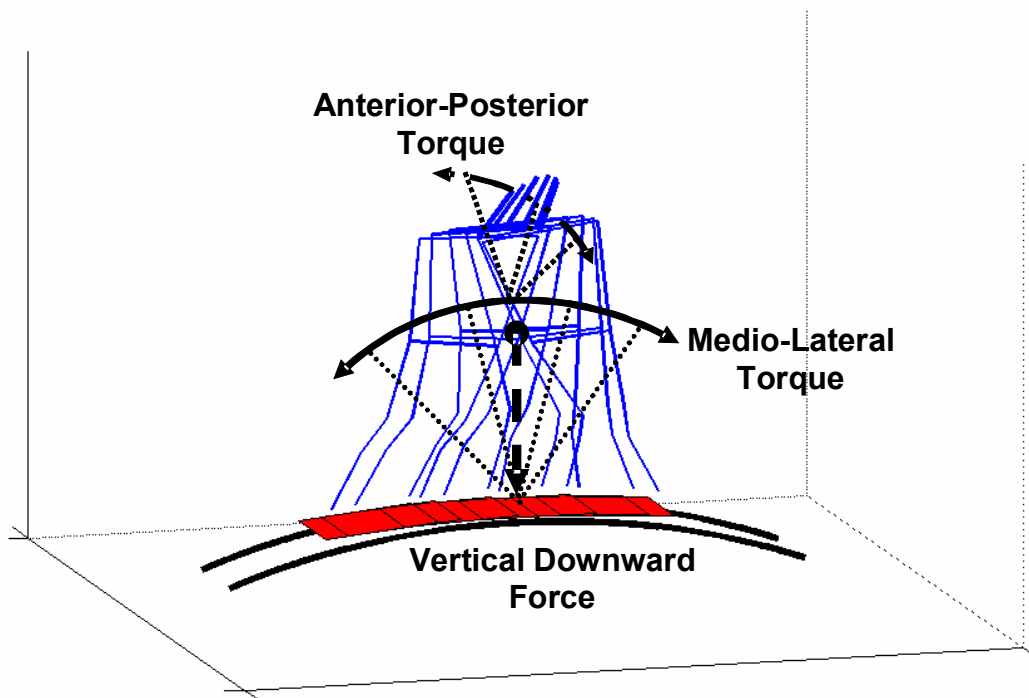 Anterior-Posterior
Torque
Medio-Lateral
Torque
Vertical Downward
Force